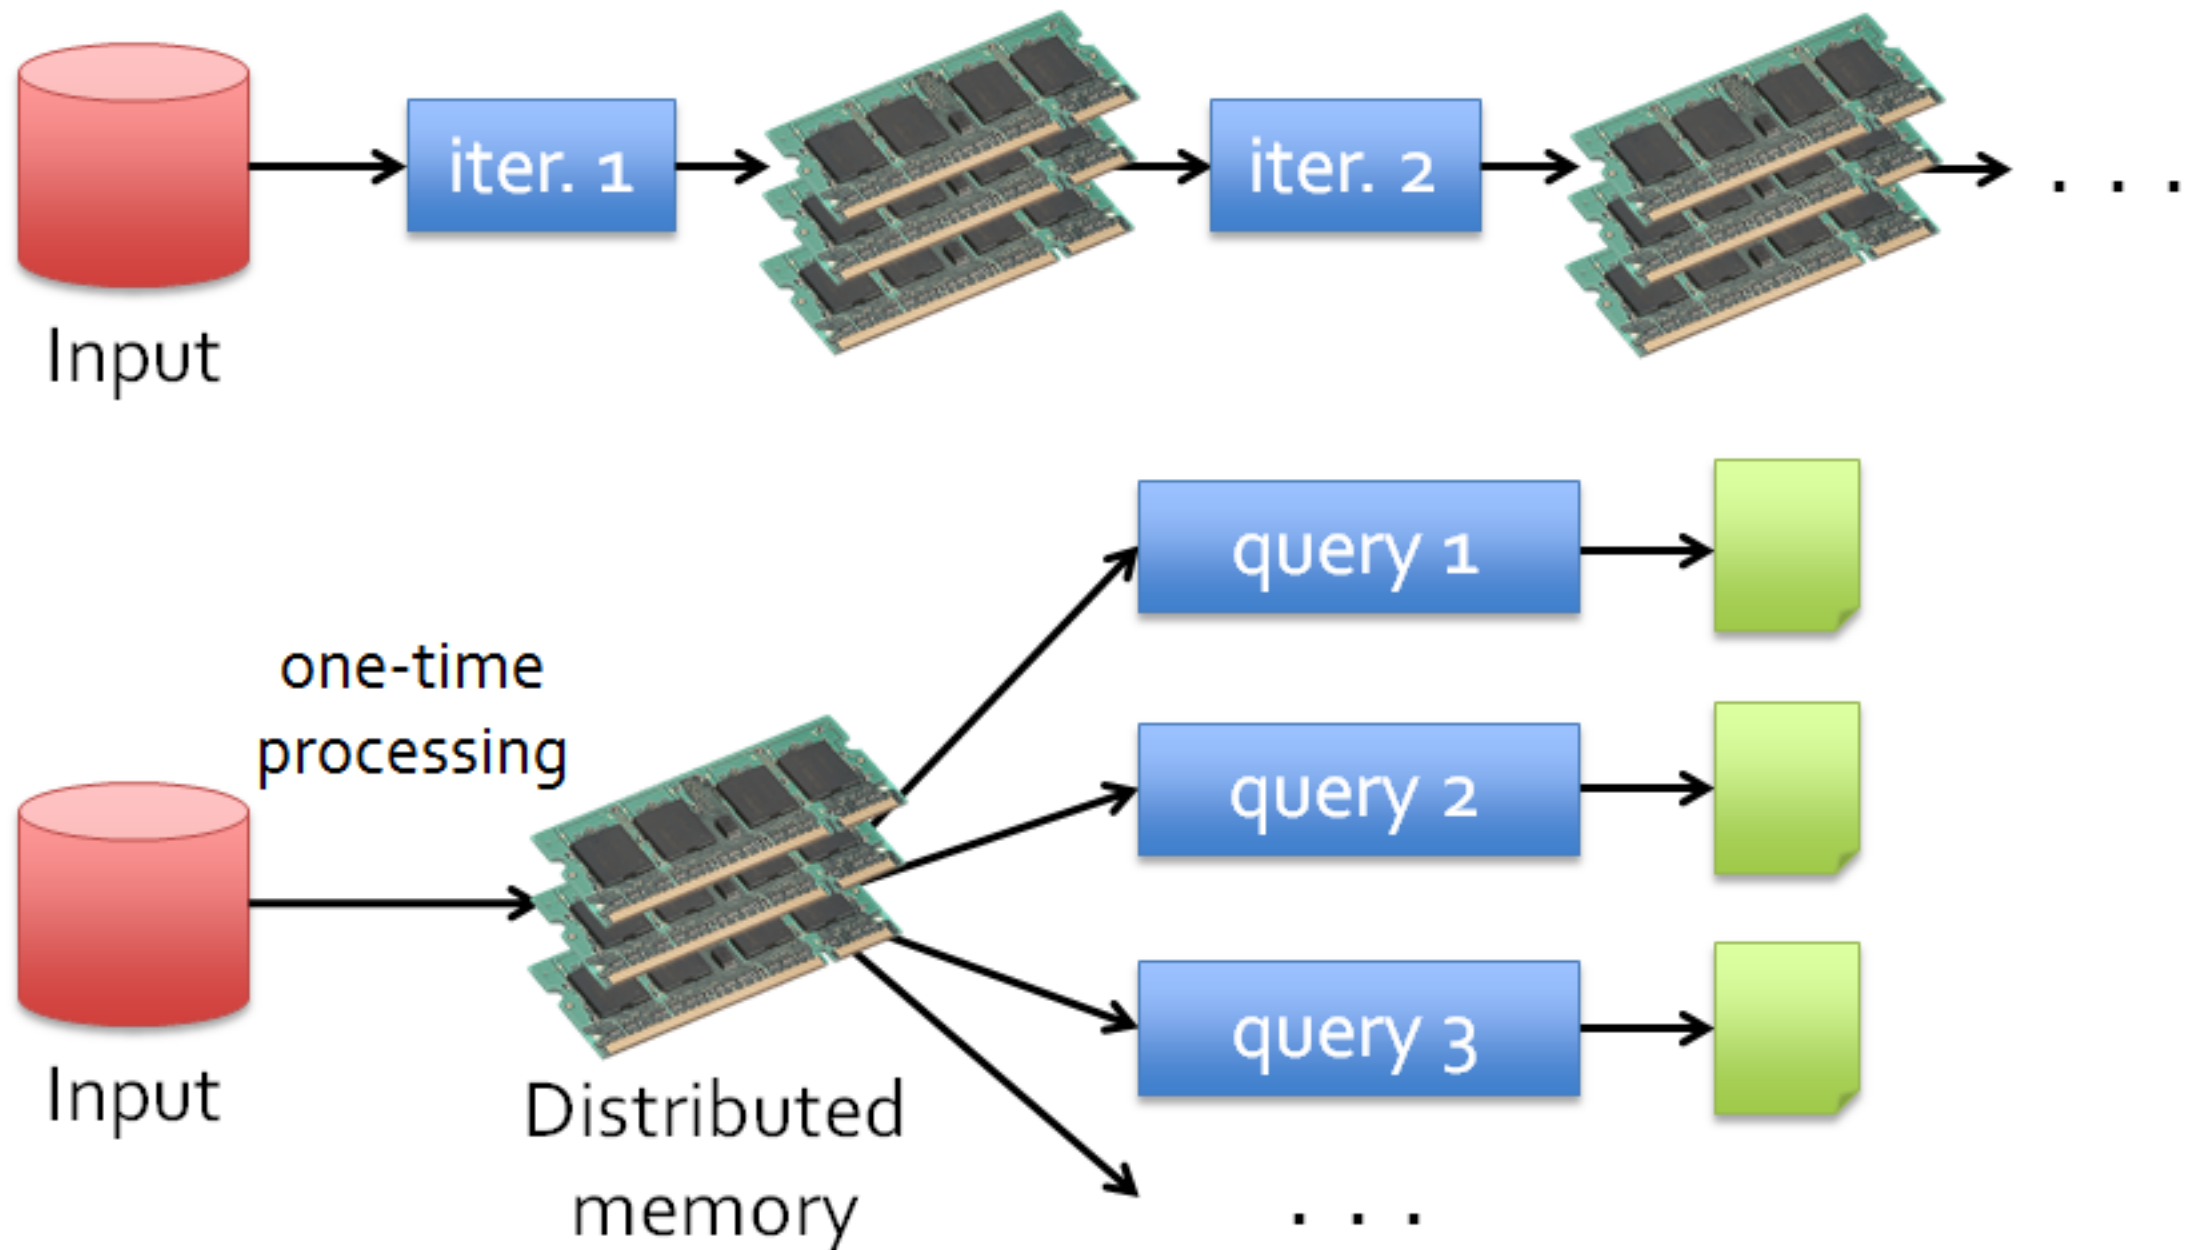 iter. 1
iter. 2
. . .
Input
query 1
one-time
processing
query 2
query 3
Input
Distributed
memory
. . .